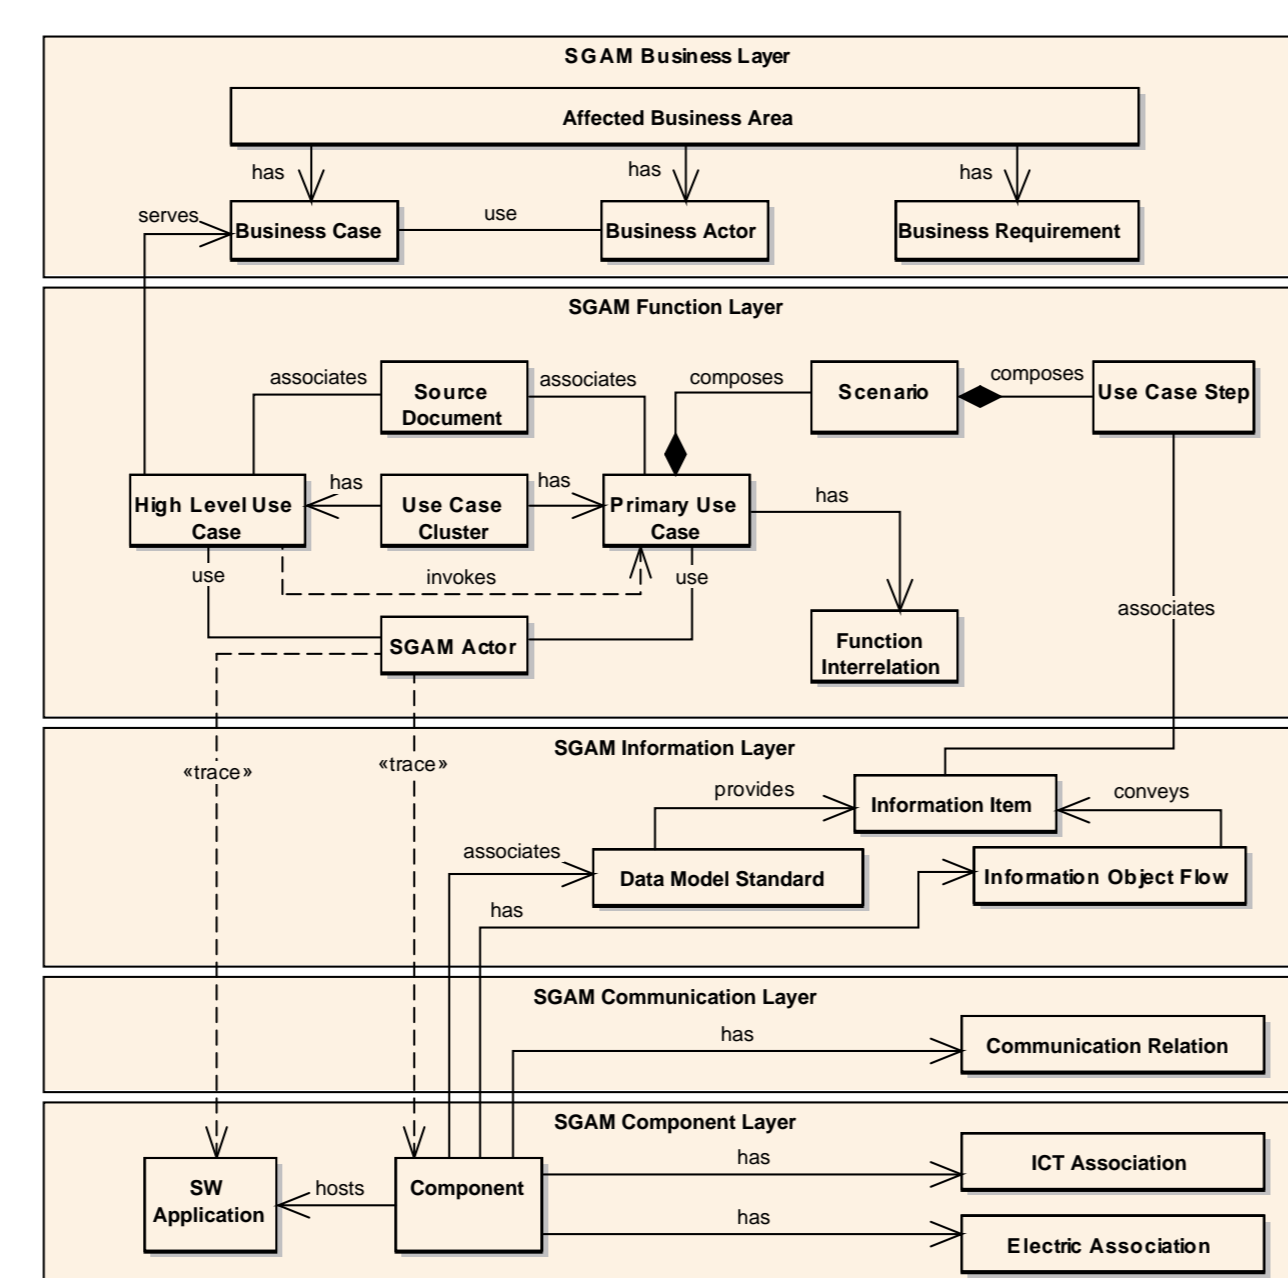 SGAM Business Layer
Affected Business Area
has
has
has
serves
Business Case
use
Business Actor
Business Requirement
SGAM Function Layer
associates
Source
Document
associates
composes
Scenario
composes
Use Case Step
High Level Use
Case
has
Use Case
Cluster
has
Primary Use
Case
has
use
invokes
use
associates
SGAM Actor
Function
Interrelation
SGAM Information Layer
«trace»
«trace»
provides
Information Item
conveys
associates
Data Model Standard
Information Object Flow
has
SGAM Communication Layer
has
Communication Relation
SGAM Component Layer
SW
Application
hosts
Component
has
ICT Association
has
Electric Association